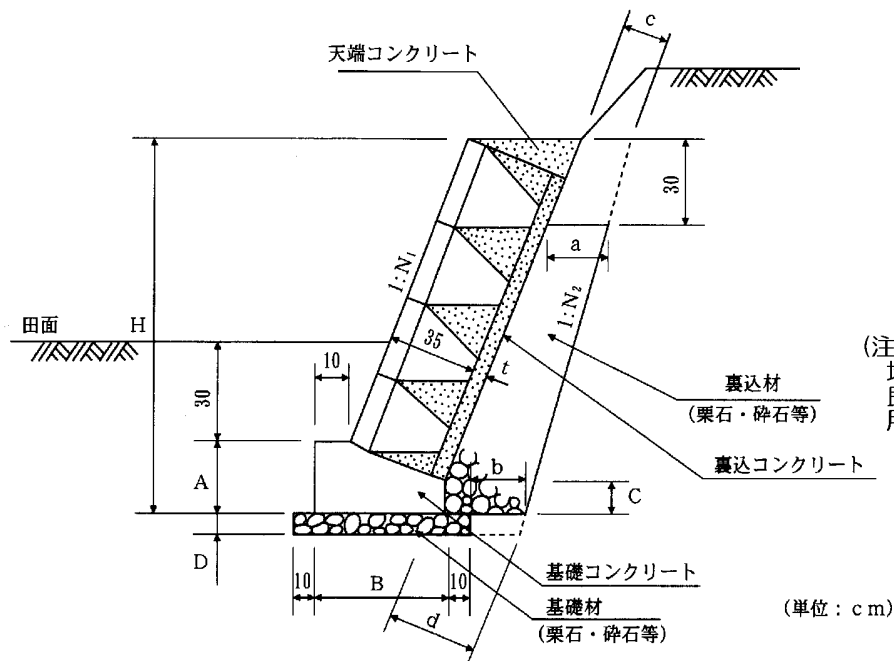 c
天端コンクリート
30
a
1:N₁
1:N₂
田面
H
35
10
t
(注
裏込材
(栗石・砕石等)
30
裏込コンクリート
A
b
C
D
10
B
10
d
基礎コンクリート
基礎材
(栗石・砕石等)
(単位：cm)